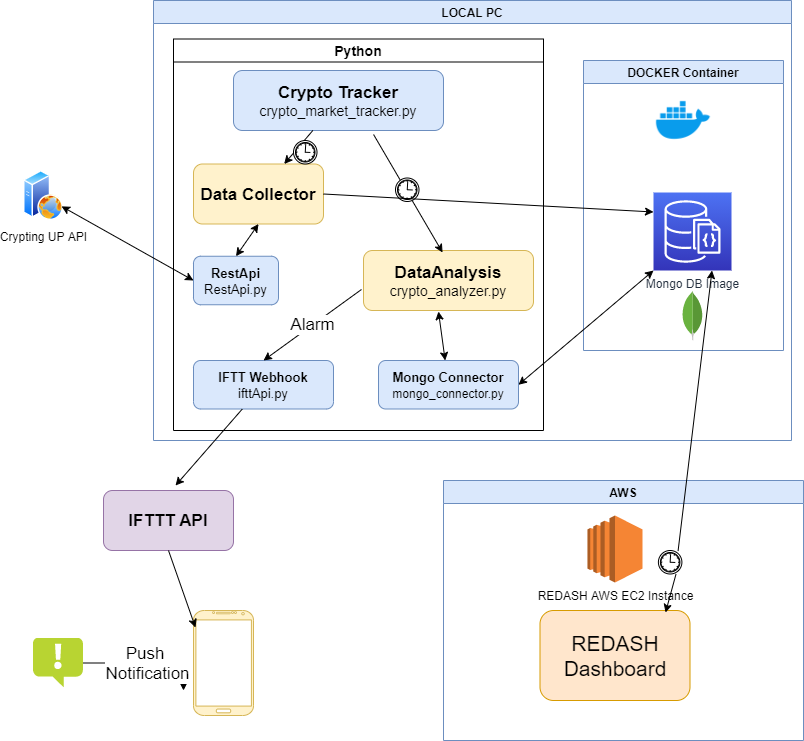 LOCAL PC
Python
DOCKER Container
Crypto Tracker
crypto_market_tracker.py
Data Collector
Crypting UP API
RestApi
RestApi.py
DataAnalysis
crypto_analyzer.py
Mongo DB Image
Alarm
IFTT Webhook
ifttApi.py
Mongo Connector
mongo_connector.py
IFTTT API
AWS
REDASH AWS EC2 Instance
REDASH
Dashboard
Push
Notification